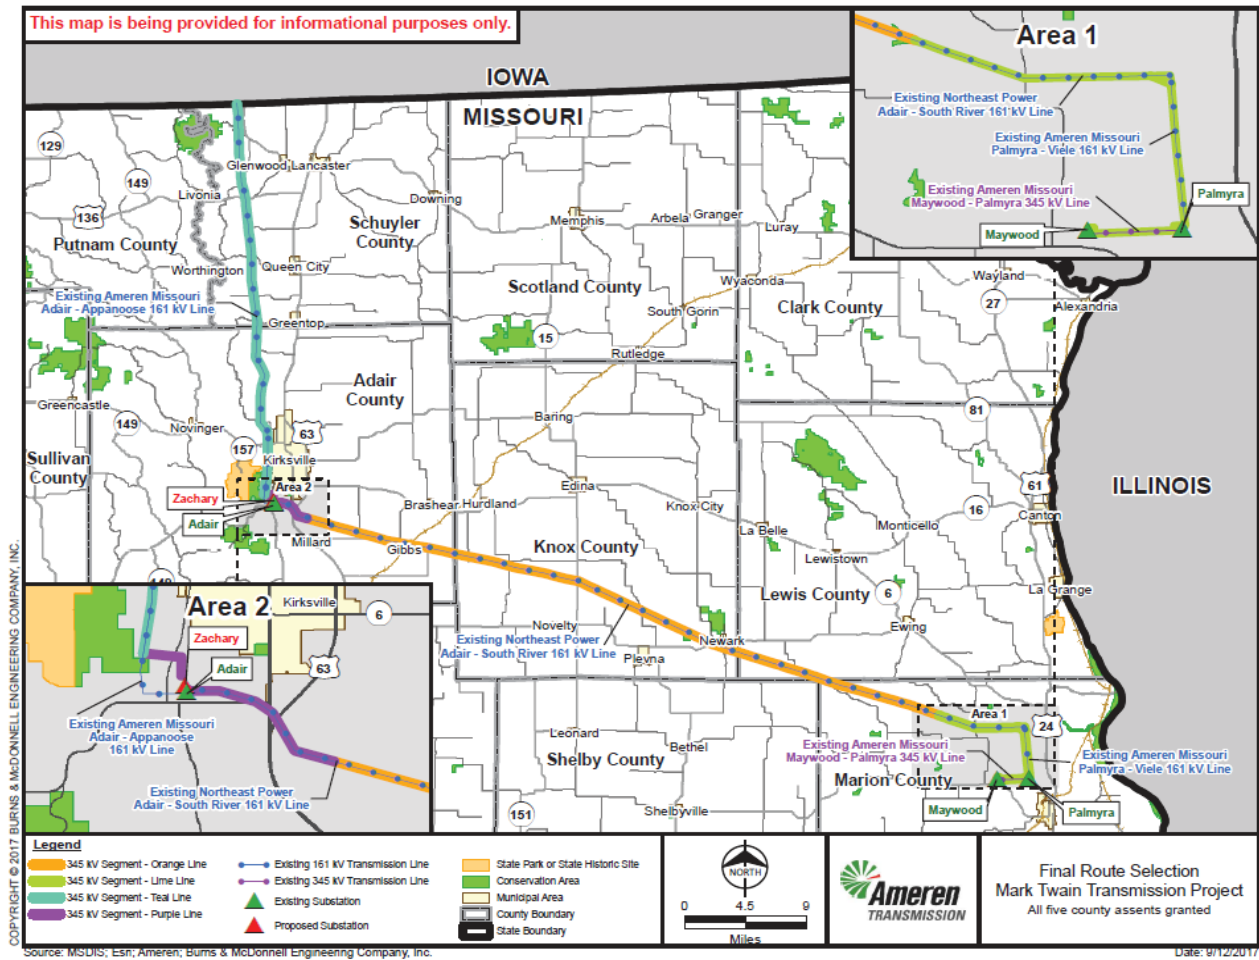 This map is being provided for informational purposes only.
IOWA
MISSOURI
ILLINOIS
Area 1
Existing Northeast Power
Adair - South River 161 kV Line
Existing Ameren Missouri
Palmyra - Viele 161 kV Line
Existing Ameren Missouri
Maywood - Palmyra 345 kV Line
Palmyra
Maywood
129
149
136
Livonia
Glenwood
Lancaster
Downing
Putnam County
Schuyler
County
Memphis
Arbela
Granger
Luray
Worthington
Queen City
Existing Ameren Missouri
Adair - Appanoose 161 kV Line
Greentop
Scotland County
South Gorin
Wyaconda
Clark County
Wayland
27
Alexandria
15
Rutledge
Adair
County
Greencastle
149
Novinger
157
63
Kirksville
Baring
81
Sullivan
County
Zachary
Adair
Area 2
Millard
Brashear
Hurdland
Edina
Knox City
La Belle
Monticello
16
61
Canton
Gibbs
Knox County
Lewistown
Lewis County
6
La Grange
Novelty
Existing Northeast Power
Adair - South River 161 kV Line
Newark
Ewing
Plevna
Leonard
Shelby County
Bethel
Shelbyville
151
Area 1
24
Existing Ameren Missouri
Maywood - Palmyra 345 kV Line
Marion County
Existing Ameren Missouri
Palmyra - Viele 161 kV Line
Maywood
Palmyra
Area 2
149
Kirksville
6
63
Zachary
Adair
Existing Ameren Missouri
Adair - Appanoose
161 kV Line
Existing Northeast Power
Adair - South River 161 kV Line
COPYRIGHT © 2017 BURNS & McDONNELL ENGINEERING COMPANY, INC.
Legend
345 kV Segment - Orange Line
345 kV Segment - Lime Line
345 kV Segment - Teal Line
345 kV Segment - Purple Line
Existing 161 kV Transmission Line
Existing 345 kV Transmission Line
Existing Substation
Proposed Substation
State Park or State Historic Site
Conservation Area
Municipal Area
County Boundary
State Boundary
NORTH
0 4.5 9
Miles
Ameren
TRANSMISSION
Final Route Selection
Mark Twain Transmission Project
All five county assents granted
Source: MSDIS; Esri; Ameren; Burns & McDonnell Engineering Company, Inc.
Date: 9/12/2017